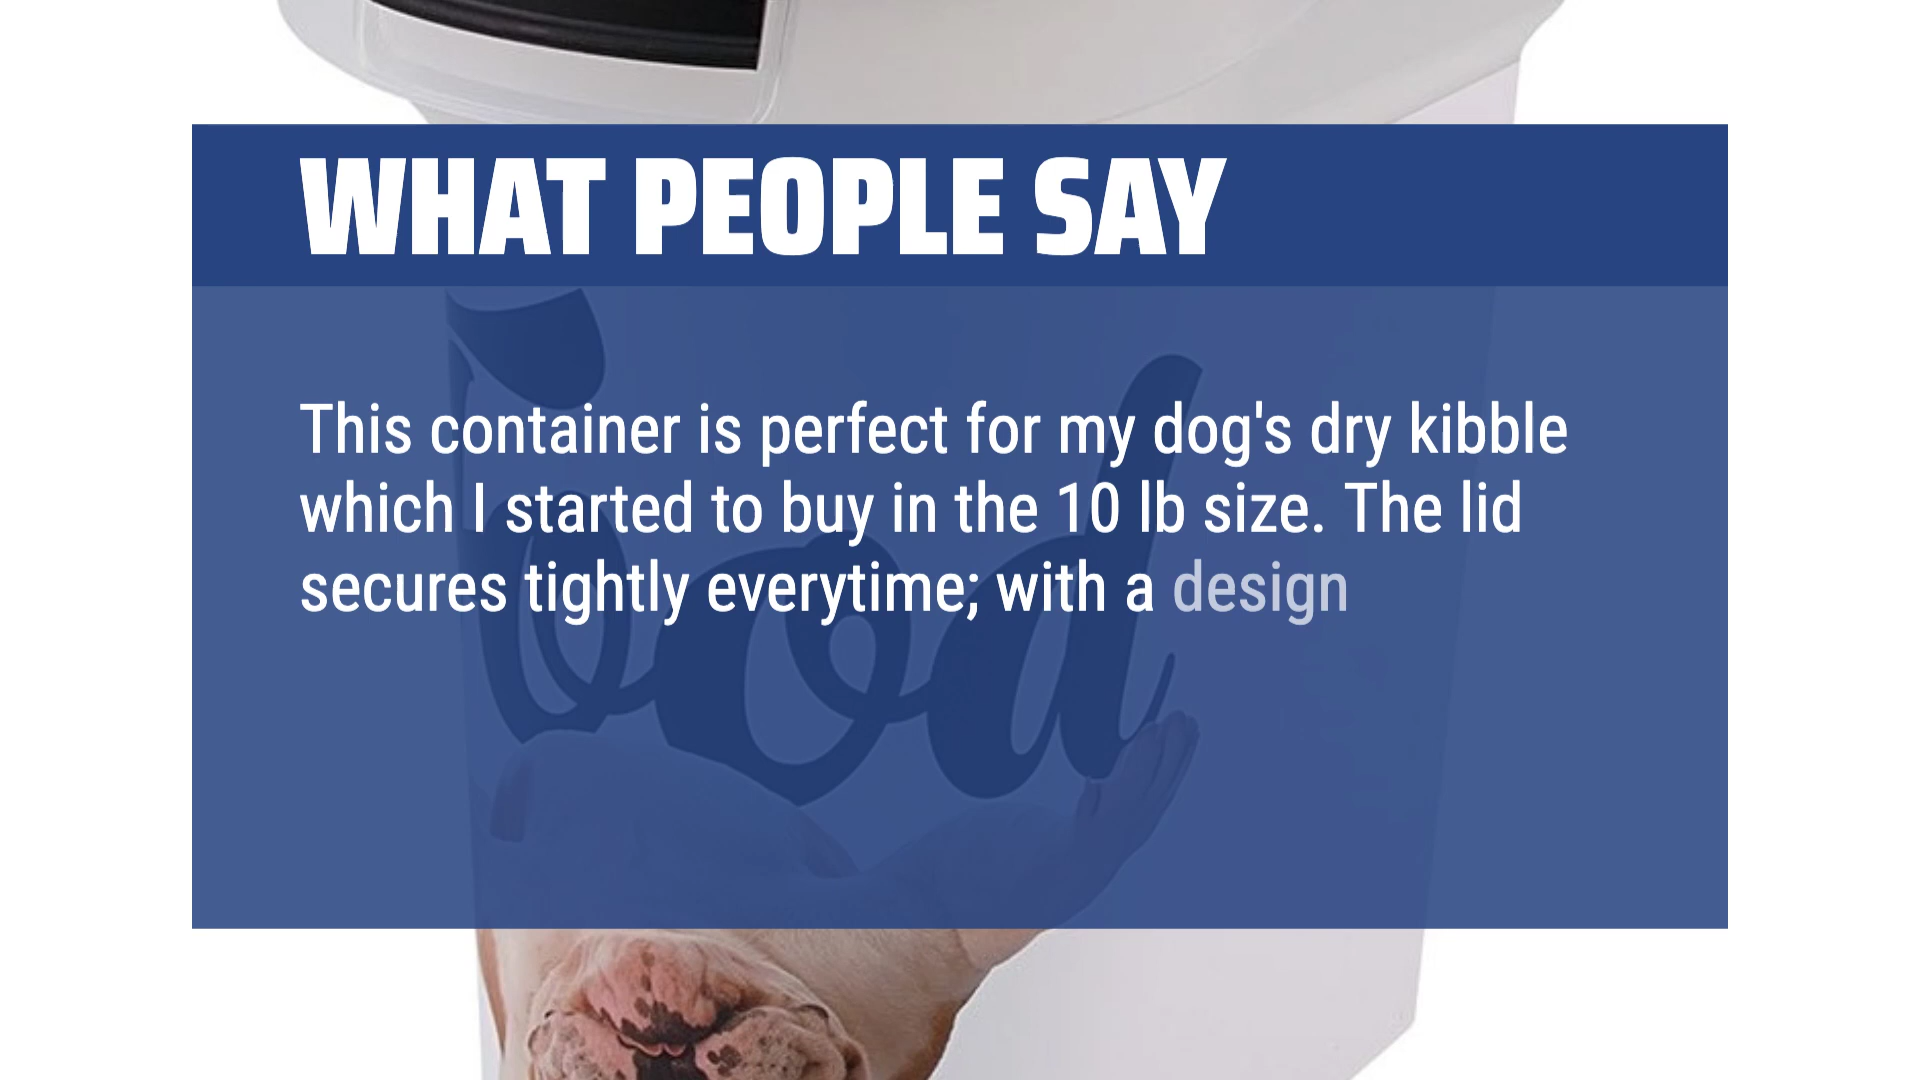 WHAT PEOPLE SAY
This container is perfect for my dog's dry kibble
which I started to buy in the 10 lb size. The lid
secures tightly everytime; with a design
ood